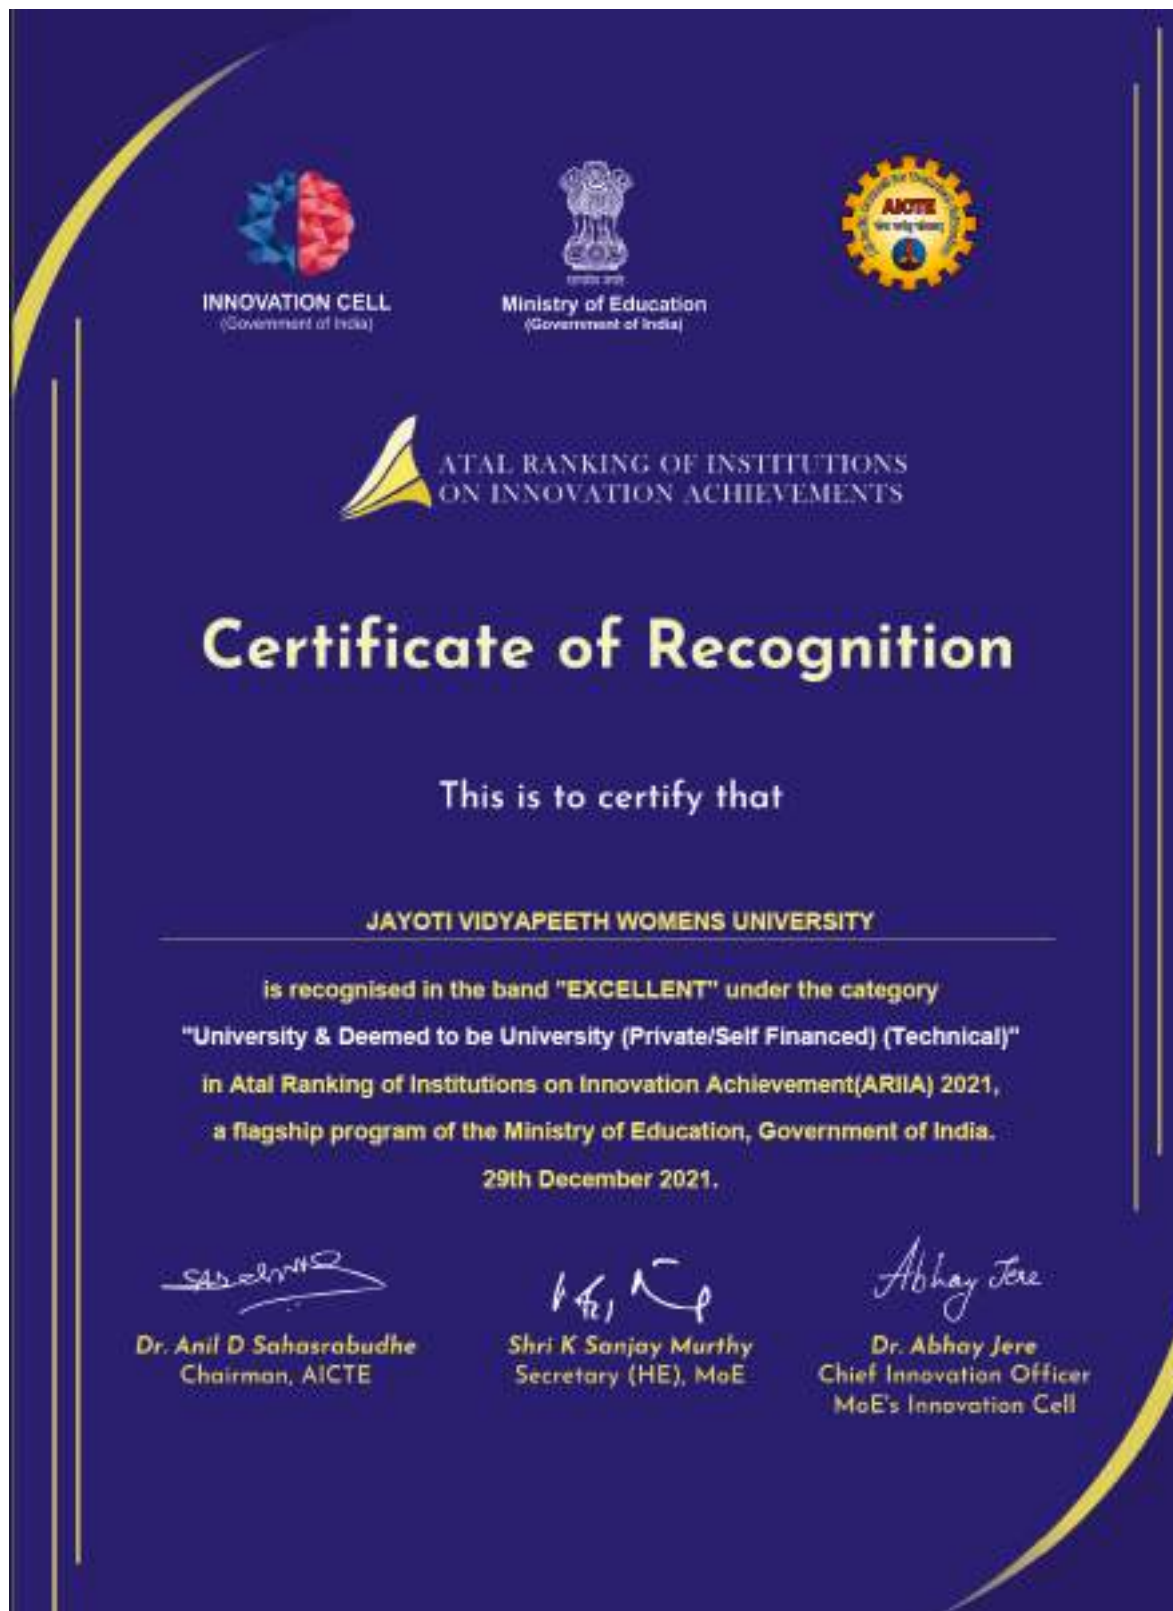 INNOVATION CELL
(Government of India)
Ministry of Education
(Government of India)
AICTE
ATAL RANKING OF INSTITUTIONS
ON INNOVATION ACHIEVEMENTS
Certificate of Recognition
This is to certify that
JAYOTI VIDYAPEETH WOMENS UNIVERSITY
is recognised in the band "EXCELLENT" under the category
"University & Deemed to be University (Private/Self Financed) (Technical)"
in Atal Ranking of Institutions on Innovation Achievement(ARIIA) 2021,
a flagship program of the Ministry of Education, Government of India.
29th December 2021.
Abhay Jere
Dr. Anil D Sahasrabudhe
Chairman, AICTE
Shri K Sanjay Murthy
Secretary (HE), MoE
Dr. Abhay Jere
Chief Innovation Officer
MoE's Innovation Cell